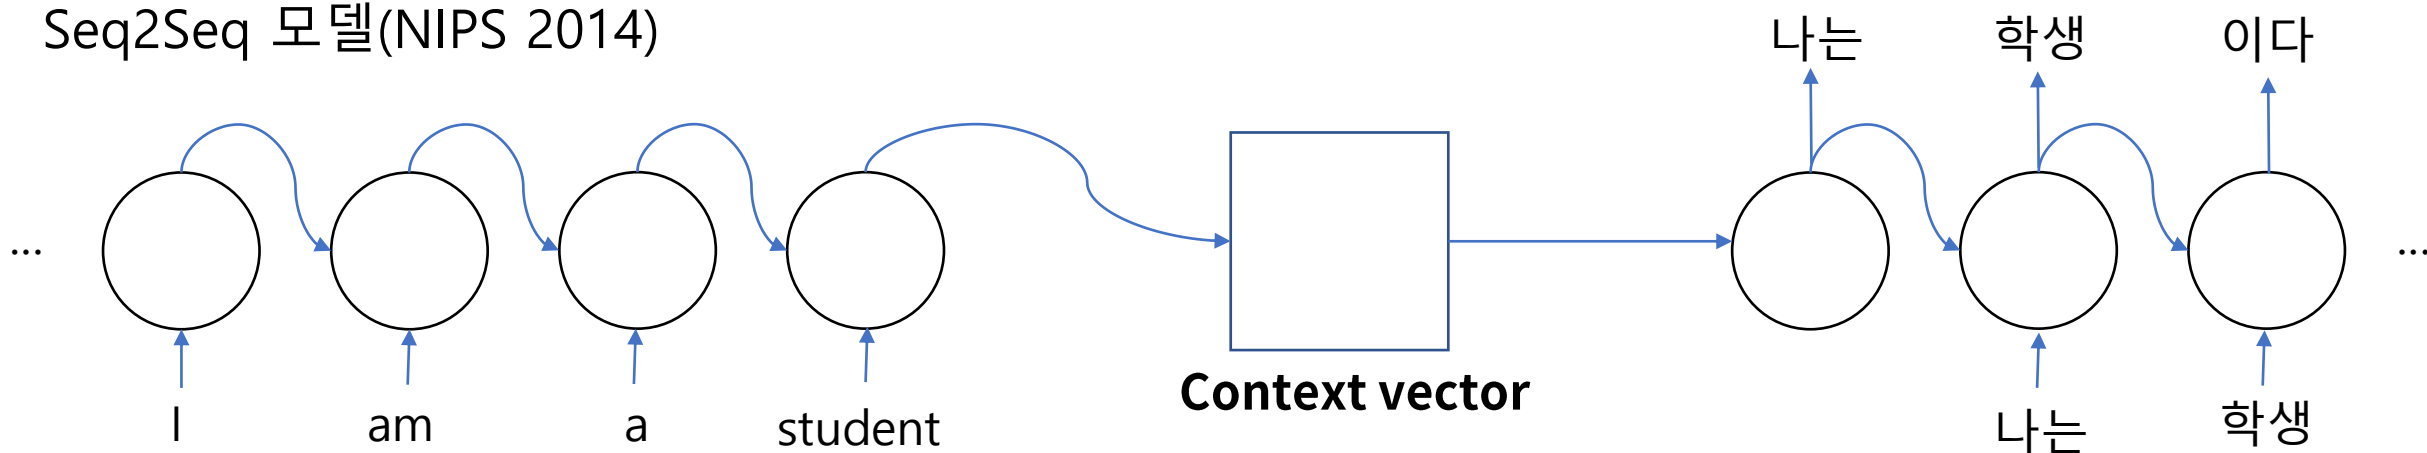 Seq2Seq 모델(NIPS 2014)
나는 학생 이다
... ...
Context vector
I am a student 나는 학생